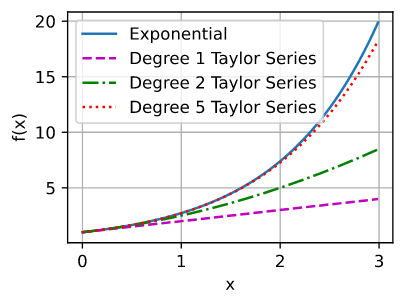 20
15
10
5
f(x)
Exponential
Degree 1 Taylor Series
Degree 2 Taylor Series
Degree 5 Taylor Series
0 1 2 3
x